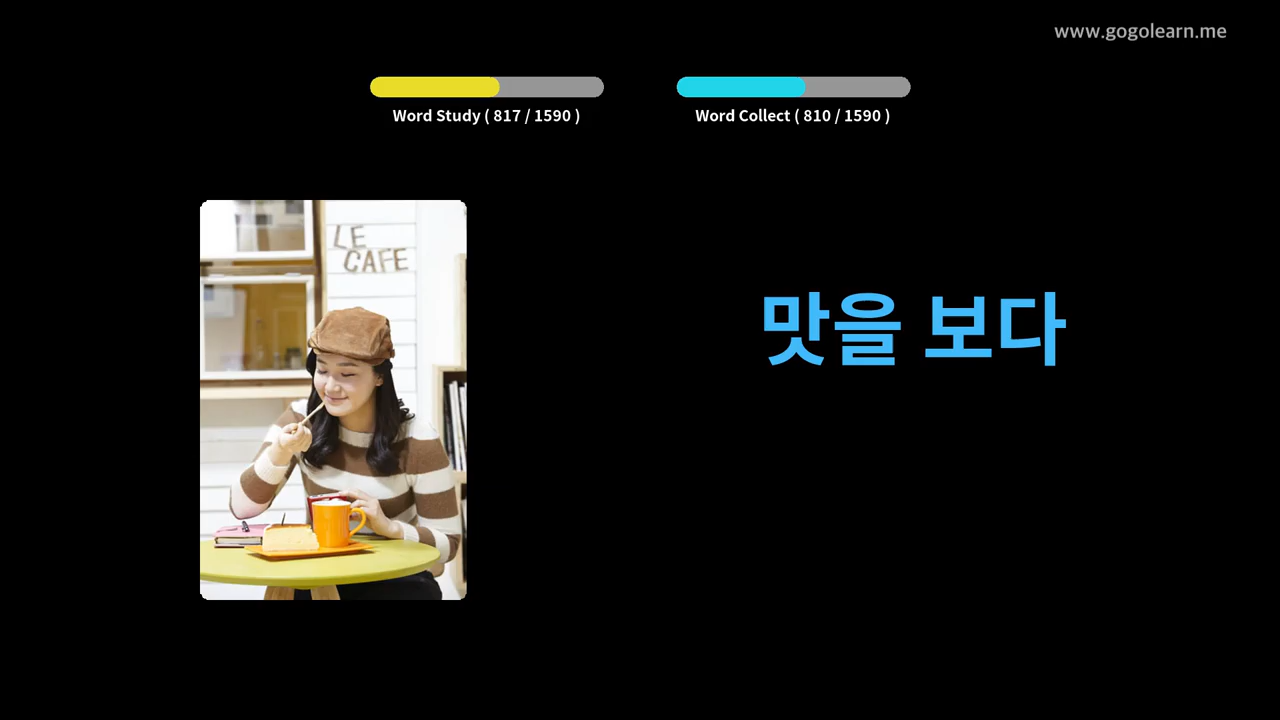 www.gogolearn.me
Word Study ( 817 / 1590 )
Word Collect ( 810 / 1590 )
LE
CAFE
맛을 보다